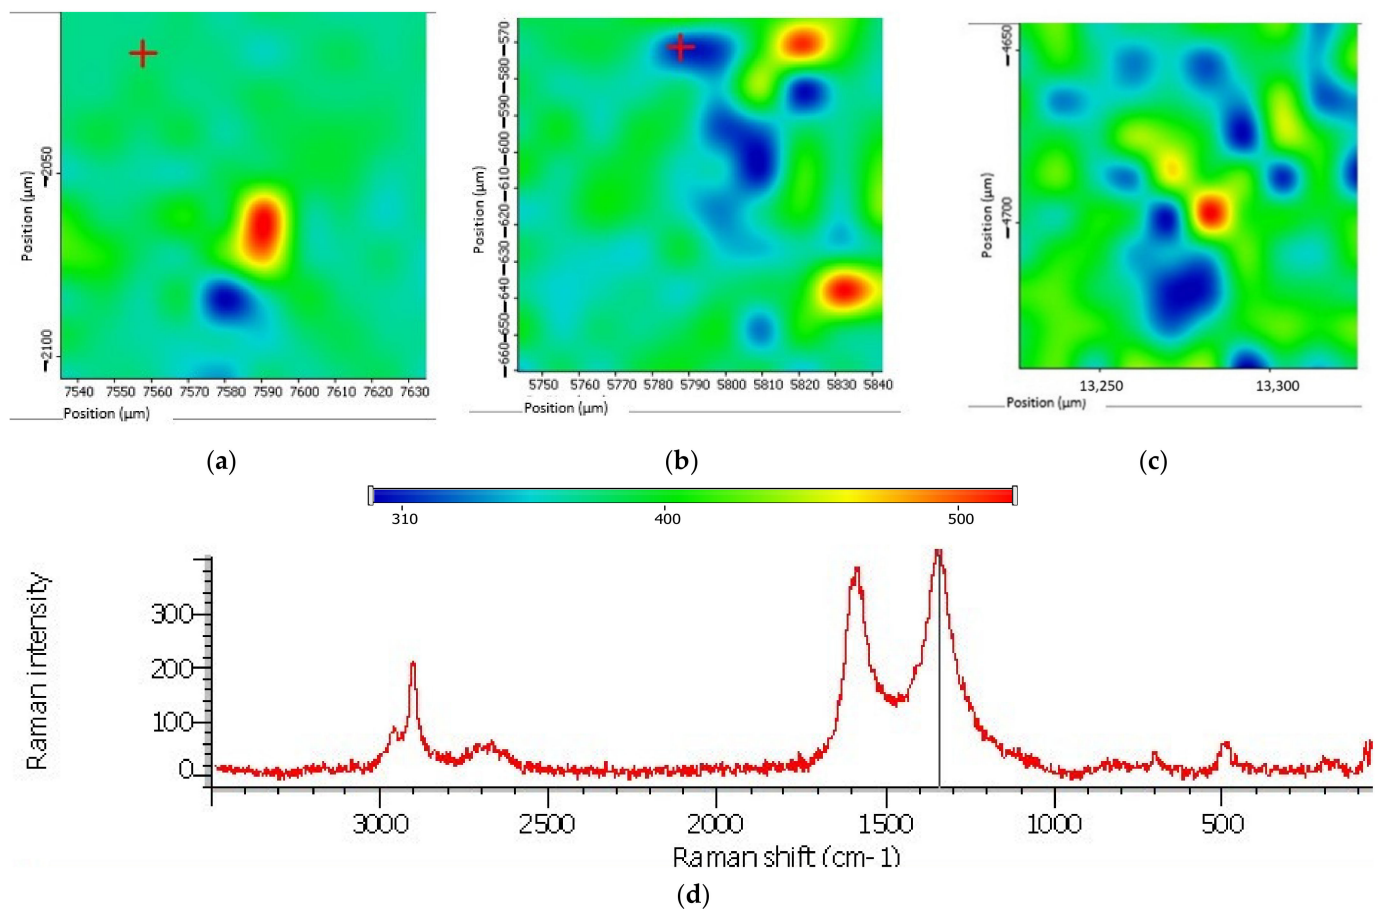 Position (µm)
−2050
−2100
7540 7550 7560 7570 7580 7590 7600 7610 7620 7630
Position (µm)
(a)
Position (µm)
−570
−580
−590
−600
−610
−620
−630
−640
−650
−660
5750 5760 5770 5780 5790 5800 5810 5820 5830 5840
Position (µm)
(b)
Position (µm)
−4650
−4700
13,250 13,300
Position (µm)
(c)
310 400 500
Raman intensity
300
200
100
0
3000 2500 2000 1500 1000 500
Raman shift (cm-1)
(d)